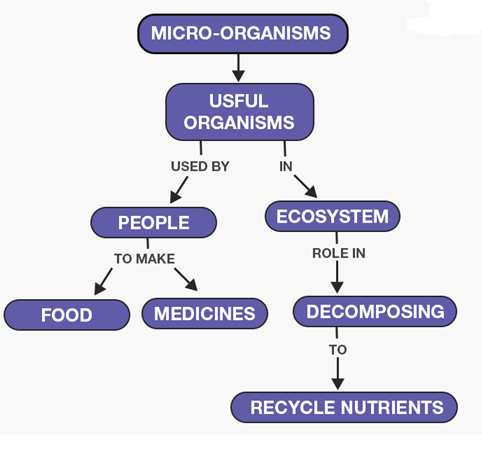 MICRO-ORGANISMS
USFUL
ORGANISMS
USED BY
IN
PEOPLE
ECOSYSTEM
TO MAKE
ROLE IN
FOOD
MEDICINES
DECOMPOSING
TO
RECYCLE NUTRIENTS